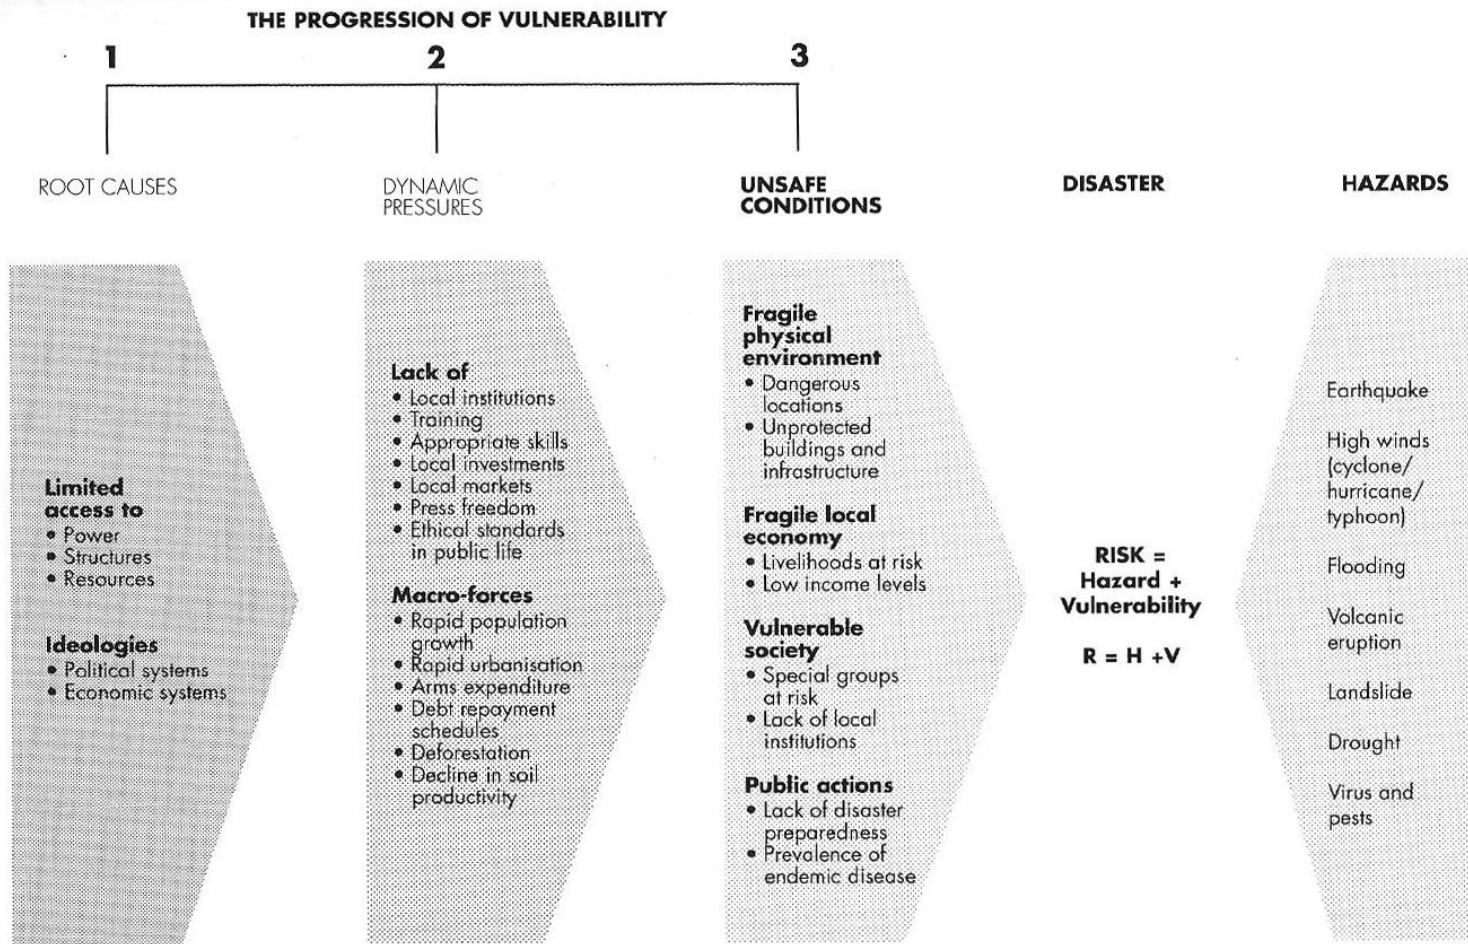 THE PROGRESSION OF VULNERABILITY
1
2
3
ROOT CAUSES
DYNAMIC
PRESSURES
UNSAFE
CONDITIONS
DISASTER
HAZARDS
Limited
access to
• Power
• Structures
• Resources
Ideologies
• Political systems
• Economic systems
Lack of
• Local institutions
• Training
• Appropriate skills
• Local investments
• Local markets
• Press freedom
• Ethical standards
in public life
Macro-forces
• Rapid population
growth
• Rapid urbanisation
• Arms expenditure
• Debt repayment
schedules
• Deforestation
• Decline in soil
productivity
Fragile
physical
environment
• Dangerous
locations
• Unprotected
buildings and
infrastructure
Fragile local
economy
• Livelihoods at risk
• Low income levels
Vulnerable
society
• Special groups
at risk
• Lack of local
institutions
Public actions
• Lack of disaster
preparedness
• Prevalence of
endemic disease
RISK =
Hazard +
Vulnerability
R = H +V
Earthquake
High winds
(cyclone/
hurricane/
typhoon)
Flooding
Volcanic
eruption
Landslide
Drought
Virus and
pests